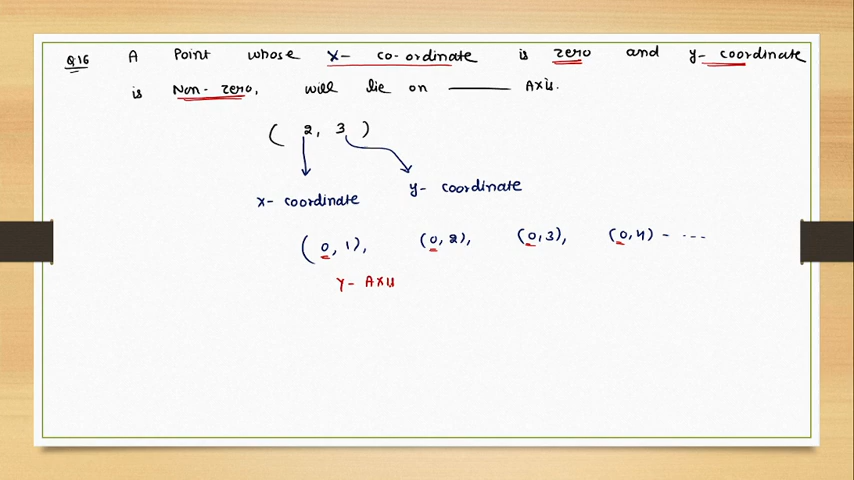 Q16 A Point whose x- co-ordinate is zero and y- coordinate
is Non-zero, will lie on ______ Axis.
( 2, 3 )
x- coordinate y- coordinate
(0, 1), (0, 2), (0, 3), (0, 4) - ---
Y- Axis